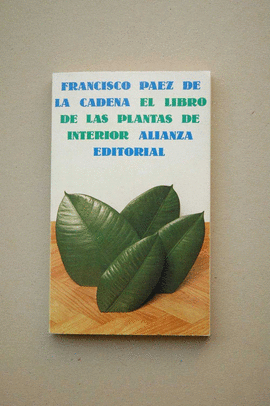 FRANCISCO PAEZ DE
LA CADENA EL LIBRO
DE LAS PLANTAS DE
INTERIOR ALIANZA
EDITORIAL